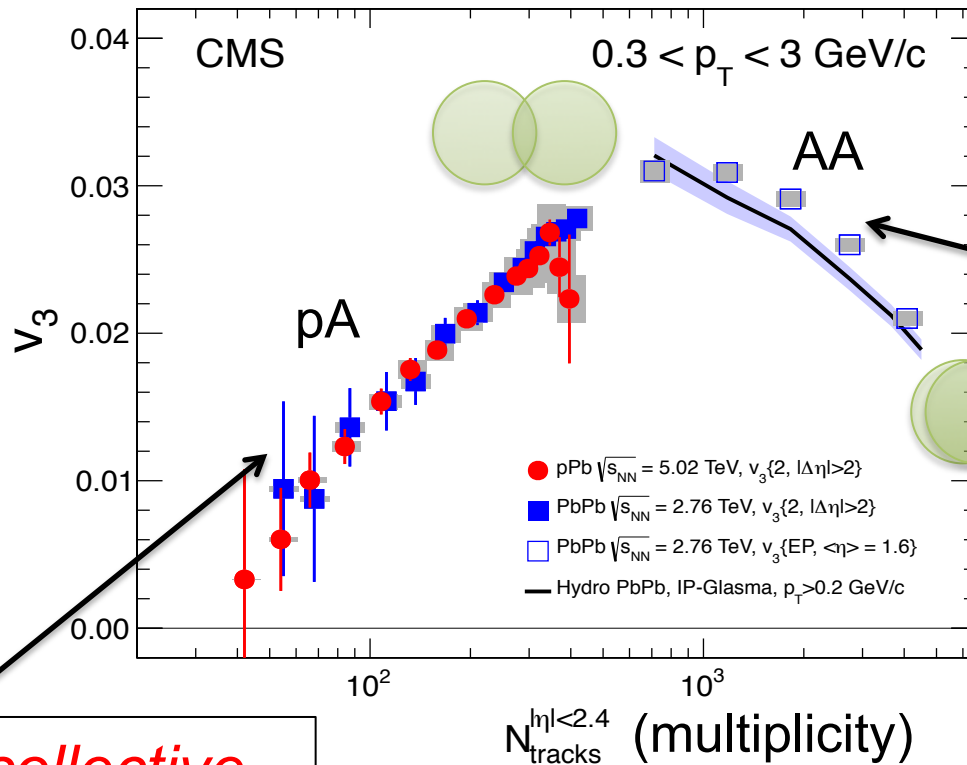 CMS
0.3 < p_T < 3 GeV/c
AA
pA
v_3
0.04
0.03
0.02
0.01
0.00
pPb √s_NN = 5.02 TeV, v_3{2, |Δη|>2}
PbPb √s_NN = 2.76 TeV, v_3{2, |Δη|>2}
PbPb √s_NN = 2.76 TeV, v_3{EP, <η> = 1.6}
Hydro PbPb, IP-Glasma, p_T>0.2 GeV/c
10^2
10^3
N_tracks^|η|<2.4 (multiplicity)
collective